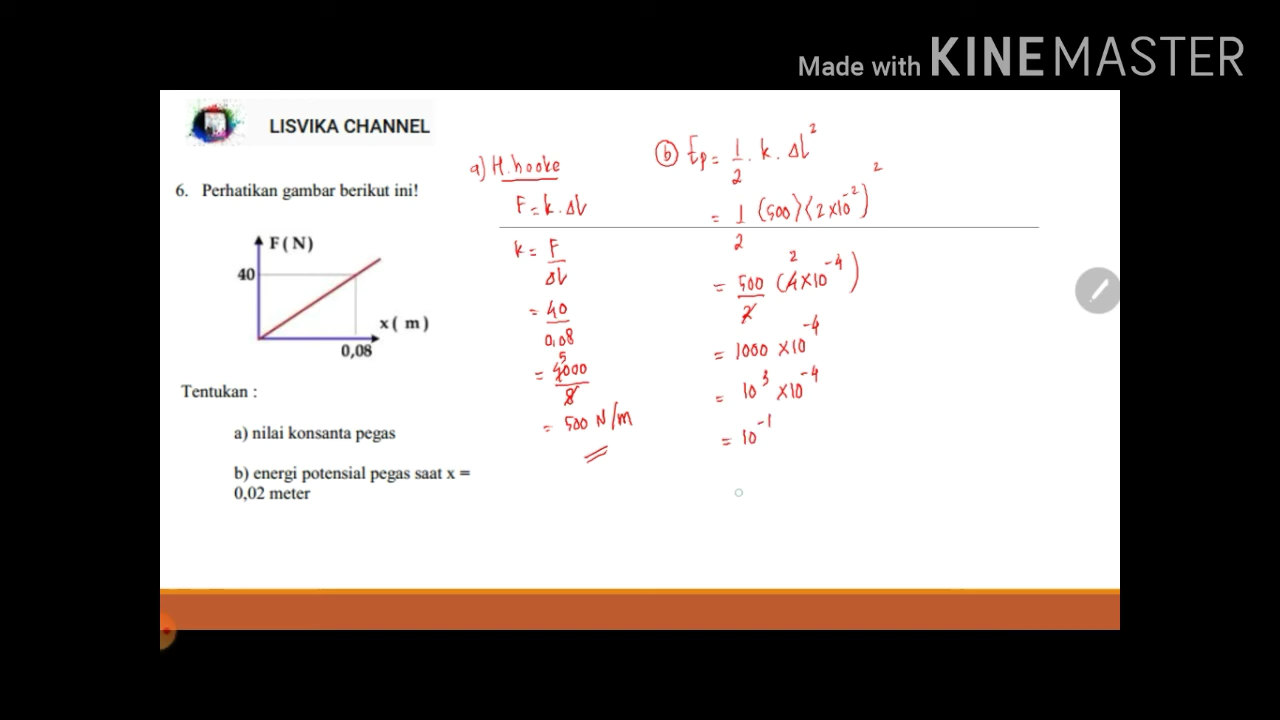 Made with KINEMASTER
LISVIKA CHANNEL
6. Perhatikan gambar berikut ini!
F ( N )
40
x ( m )
0,08
Tentukan :
a) nilai konsanta pegas
b) energi potensial pegas saat x =
0,02 meter
a) H. hooke
F = k . Δl
k = F / Δl
= 40 / 0,08
= 4000 / 8 5
= 500 N/m
b Ep = 1/2 . k . Δl²
= 1/2 (500) (2 x 10⁻²)²
= 500/2 (4 x 10⁻⁴) 2
= 1000 x 10⁻⁴
= 10³ x 10⁻⁴
= 10⁻¹